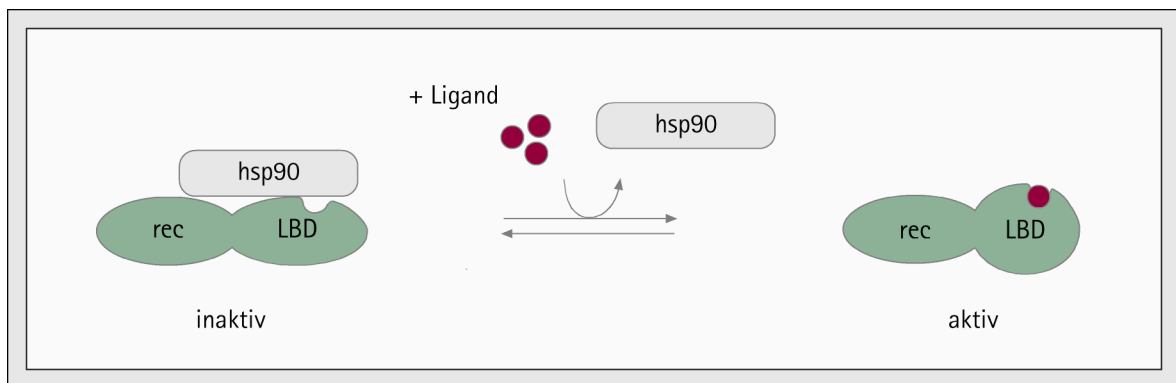 + Ligand
hsp90
hsp90
rec
LBD
rec
LBD
inaktiv
aktiv